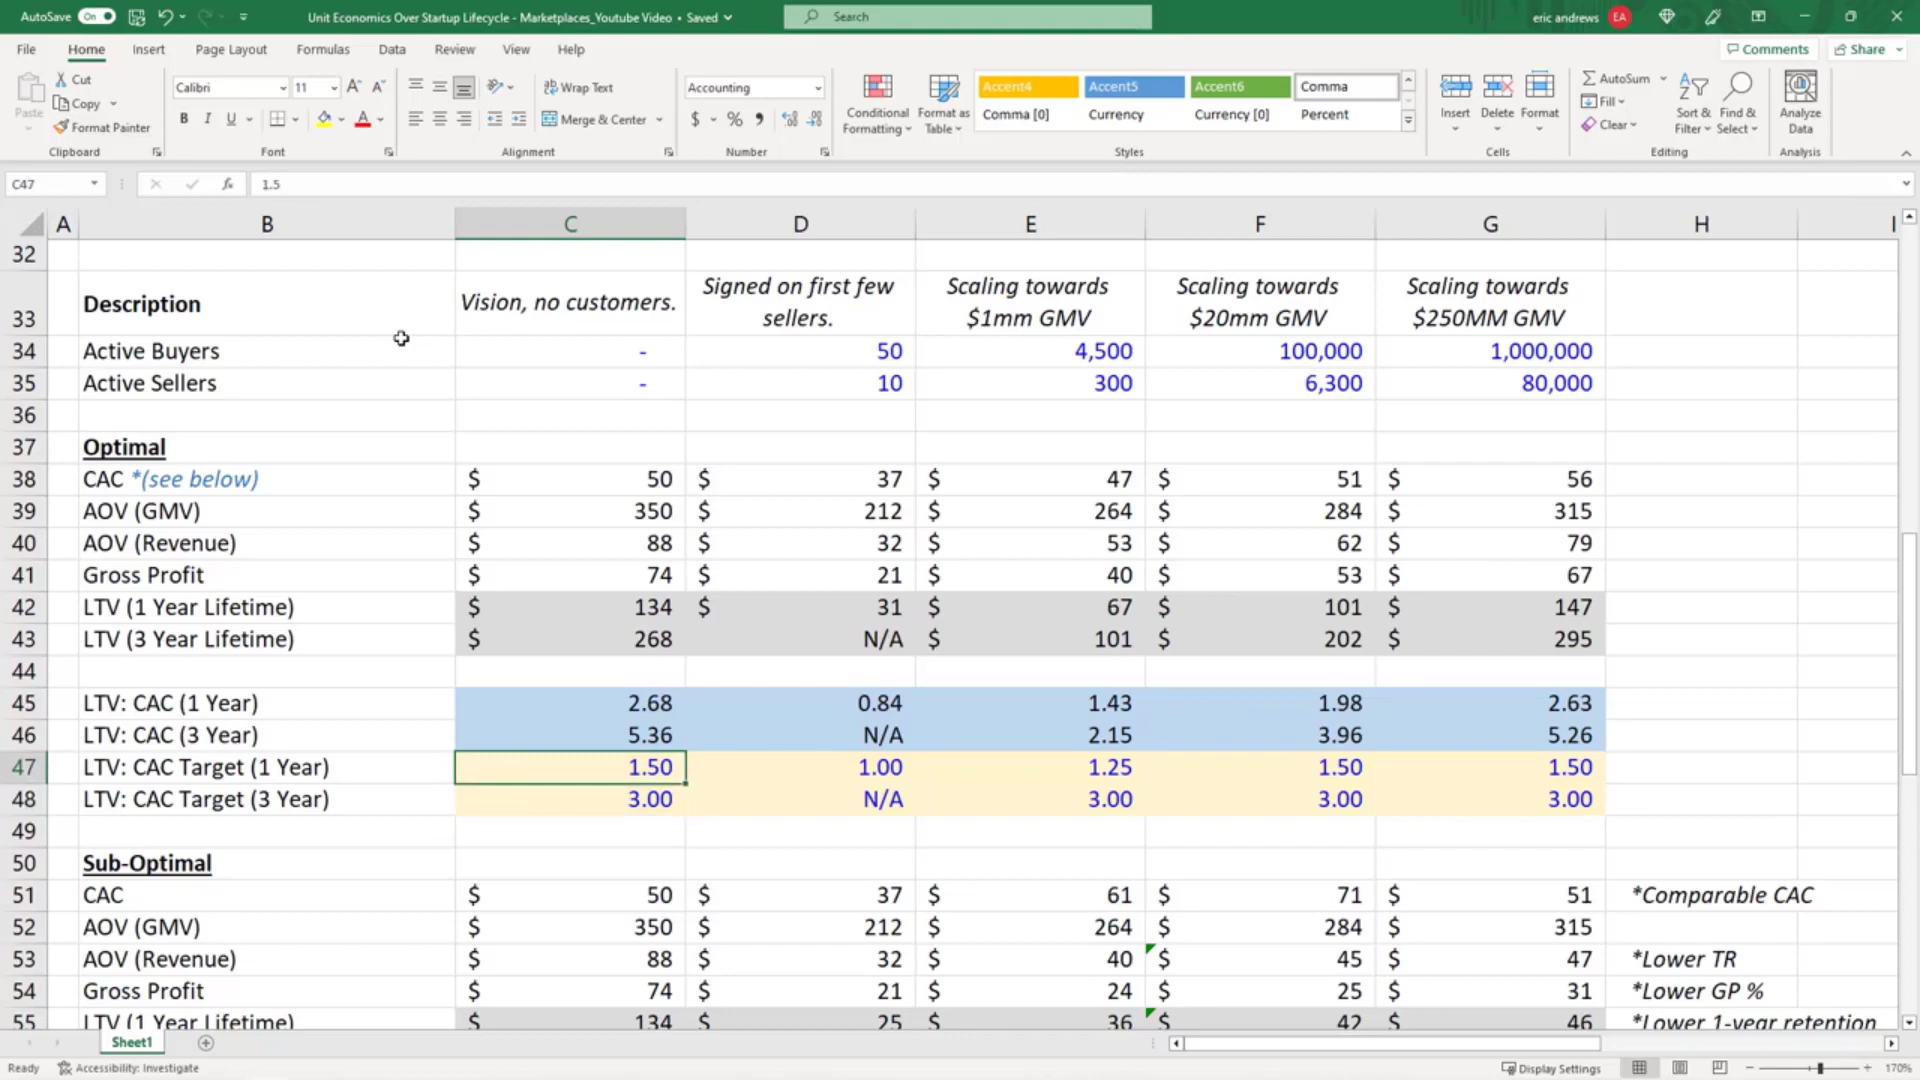 AutoSave On Unit Economics Over Startup Lifecycle - Marketplaces_Youtube Video • Saved Search eric andrews EA
File Home Insert Page Layout Formulas Data Review View Help Comments Share
Paste Cut Copy Format Painter Clipboard
Calibri 11 B I U Font
Wrap Text Merge & Center Alignment
Accounting $ % Number
Conditional Formatting Format as Table
Accent4 Accent5 Accent6 Comma
Comma [0] Currency Currency [0] Percent
Styles
Insert Delete Format Cells
AutoSum Fill Clear Sort & Filter Find & Select Editing
Analyze Data Analysis
C47 fx 1.5
A B C D E F G H I
32
33 Description Vision, no customers. Signed on first few sellers. Scaling towards $1mm GMV Scaling towards $20mm GMV Scaling towards $250MM GMV
34 Active Buyers - 50 4,500 100,000 1,000,000
35 Active Sellers - 10 300 6,300 80,000
36
37 Optimal
38 CAC *(see below) $ 50 $ 37 $ 47 $ 51 $ 56
39 AOV (GMV) $ 350 $ 212 $ 264 $ 284 $ 315
40 AOV (Revenue) $ 88 $ 32 $ 53 $ 62 $ 79
41 Gross Profit $ 74 $ 21 $ 40 $ 53 $ 67
42 LTV (1 Year Lifetime) $ 134 $ 31 $ 67 $ 101 $ 147
43 LTV (3 Year Lifetime) $ 268 N/A $ 101 $ 202 $ 295
44
45 LTV: CAC (1 Year) 2.68 0.84 1.43 1.98 2.63
46 LTV: CAC (3 Year) 5.36 N/A 2.15 3.96 5.26
47 LTV: CAC Target (1 Year) 1.50 1.00 1.25 1.50 1.50
48 LTV: CAC Target (3 Year) 3.00 N/A 3.00 3.00 3.00
49
50 Sub-Optimal
51 CAC $ 50 $ 37 $ 61 $ 71 $ 51 *Comparable CAC
52 AOV (GMV) $ 350 $ 212 $ 264 $ 284 $ 315
53 AOV (Revenue) $ 88 $ 32 $ 40 $ 45 $ 47 *Lower TR
54 Gross Profit $ 74 $ 21 $ 24 $ 25 $ 31 *Lower GP %
55 LTV (1 Year Lifetime) $ 134 $ 25 $ 36 $ 42 $ 46 *Lower 1-year retention
Sheet1
Ready Accessibility: Investigate Display Settings 170%